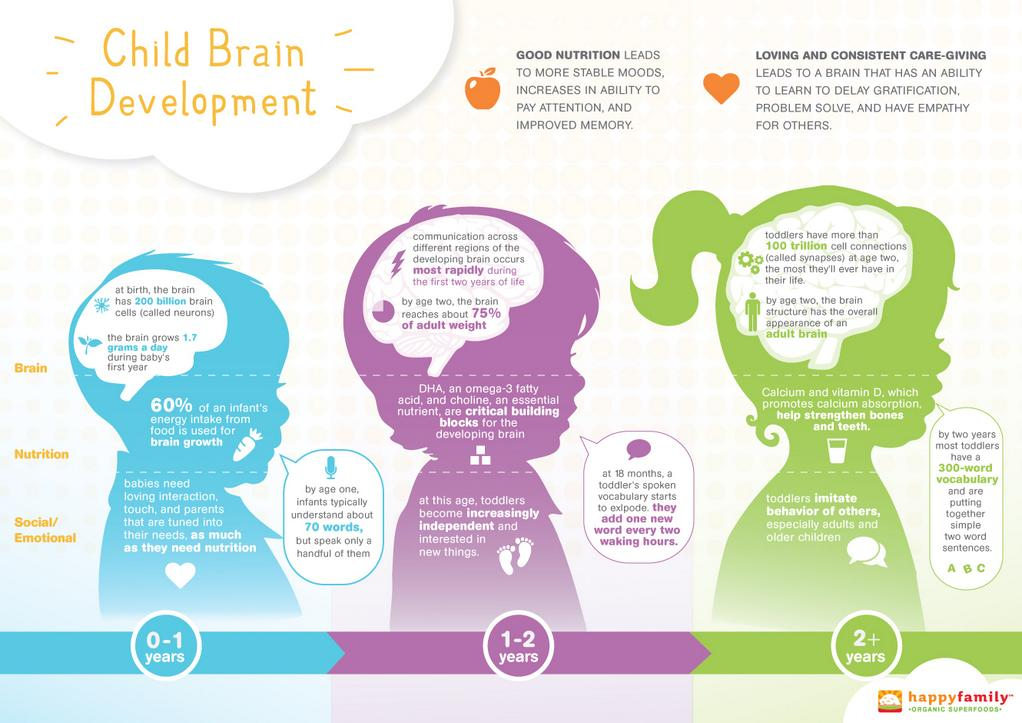 Child Brain
Development
GOOD NUTRITION LEADS
TO MORE STABLE MOODS,
INCREASES IN ABILITY TO
PAY ATTENTION, AND
IMPROVED MEMORY.
LOVING AND CONSISTENT CARE-GIVING
LEADS TO A BRAIN THAT HAS AN ABILITY
TO LEARN TO DELAY GRATIFICATION,
PROBLEM SOLVE, AND HAVE EMPATHY
FOR OTHERS.
Brain
at birth, the brain
has 200 billion brain
cells (called neurons)
the brain grows 1.7
grams a day
during baby's
first year
communication across
different regions of the
developing brain occurs
most rapidly during
the first two years of life
by age two, the brain
reaches about 75%
of adult weight
toddlers have more than
100 trillion cell connections
(called synapses) at age two,
the most they'll ever have in
their life.
by age two, the brain
structure has the overall
appearance of an
adult brain
Nutrition
60% of an infant's
energy intake from
food is used for
brain growth
DHA, an omega-3 fatty
acid, and choline, an essential
nutrient, are critical building
blocks for the
developing brain
Calcium and vitamin D, which
promotes calcium absorption,
help strengthen bones
and teeth.
Social/
Emotional
babies need
loving interaction,
touch, and parents
that are tuned into
their needs, as much
as they need nutrition
by age one,
infants typically
understand about
70 words,
but speak only a
handful of them
at this age, toddlers
become increasingly
independent and
interested in
new things.
at 18 months, a
toddler's spoken
vocabulary starts
to explode. they
add one new
word every two
waking hours.
toddlers imitate
behavior of others,
especially adults and
older children
by two years
most toddlers
have a
300-word
vocabulary
and are
putting
together
simple
two word
sentences.
A B C
0-1
years
1-2
years
2+
years
happyfamily™
•ORGANIC SUPERFOODS•